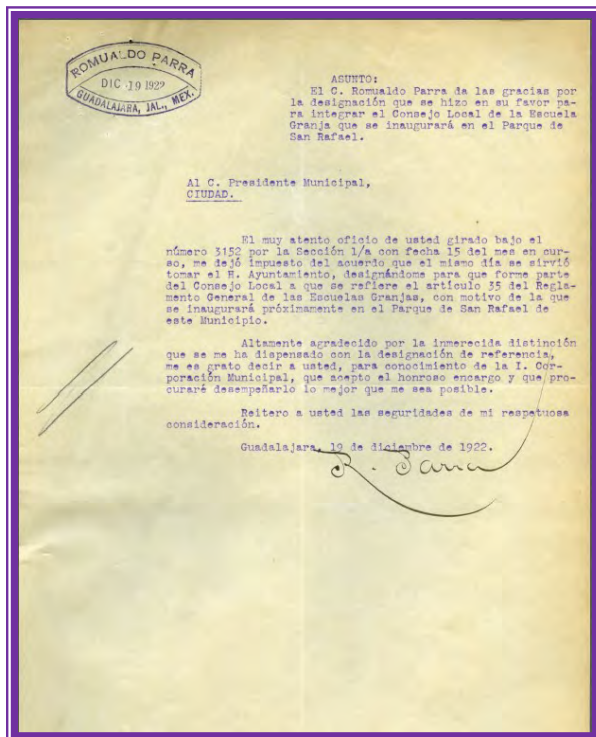 ROMUALDO PARRA
DIC 19 1922
GUADALAJARA, JAL., MEX.
ASUNTO:
El C. Romualdo Parra da las gracias por
la designación que se hizo en su favor pa-
ra integrar el Consejo Local de la Escuela
Granja que se inaugurará en el Parque de
San Rafael.
Al C. Presidente Municipal,
CIUDAD.
El muy atento oficio de usted girado bajo el
número 3152 por la Sección 1/a con fecha 15 del mes en cur-
so, me dejó impuesto del acuerdo que el mismo día se sirvió
tomar el H. Ayuntamiento, designándome para que forme parte
del Consejo Local a que se refiere el artículo 35 del Regla-
mento General de las Escuelas Granjas, con motivo de la que
se inaugurará próximamente en el Parque de San Rafael de
este Municipio.
Altamente agradecido por la inmerecida distinción
que se me ha dispensado con la designación de referencia,
me es grato decir a usted, para conocimiento de la I. Cor-
poración Municipal, que acepto el honroso encargo y que pro-
curaré desempeñarlo lo mejor que me sea posible.
Reitero a usted las seguridades de mi respetuosa
consideración.
Guadalajara, 19 de diciembre de 1922.
R. Parra